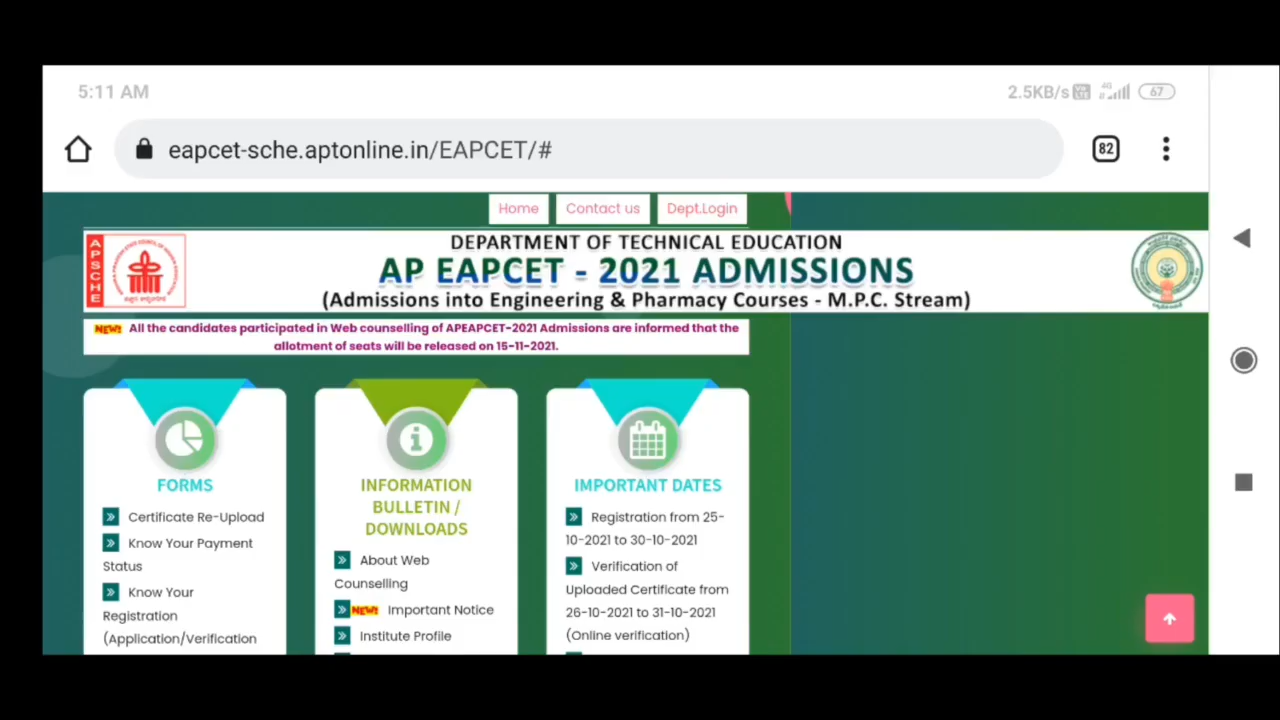 5:11 AM
2.5KB/s
4G
67
eapcet-sche.aptonline.in/EAPCET/#
82
Home
Contact us
Dept.Login
APSCHE
DEPARTMENT OF TECHNICAL EDUCATION
AP EAPCET - 2021 ADMISSIONS
(Admissions into Engineering & Pharmacy Courses - M.P.C. Stream)
NEW! All the candidates participated in Web counselling of APEAPCET-2021 Admissions are informed that the
allotment of seats will be released on 15-11-2021.
FORMS
Certificate Re-Upload
Know Your Payment
Status
Know Your
Registration
(Application/Verification
INFORMATION
BULLETIN /
DOWNLOADS
About Web
Counselling
NEW! Important Notice
Institute Profile
IMPORTANT DATES
Registration from 25-
10-2021 to 30-10-2021
Verification of
Uploaded Certificate from
26-10-2021 to 31-10-2021
(Online verification)